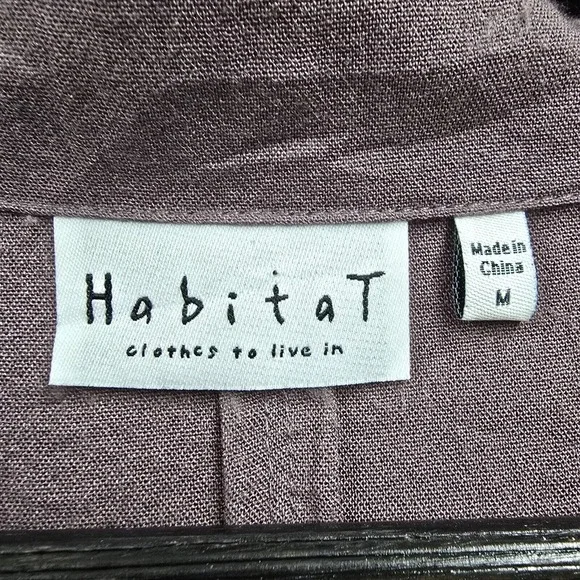 HabitaT
clothes to live in
Made in
China
M